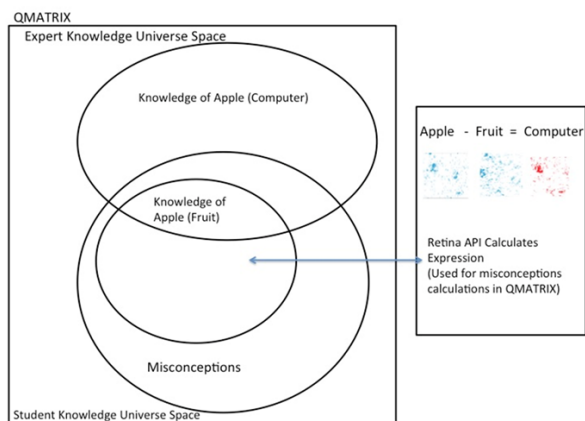 QMATRIX
Expert Knowledge Universe Space
Knowledge of Apple (Computer)
Knowledge of
Apple (Fruit)
Misconceptions
Student Knowledge Universe Space
Apple - Fruit = Computer
Retina API Calculates
Expression
(Used for misconceptions
calculations in QMATRIX)